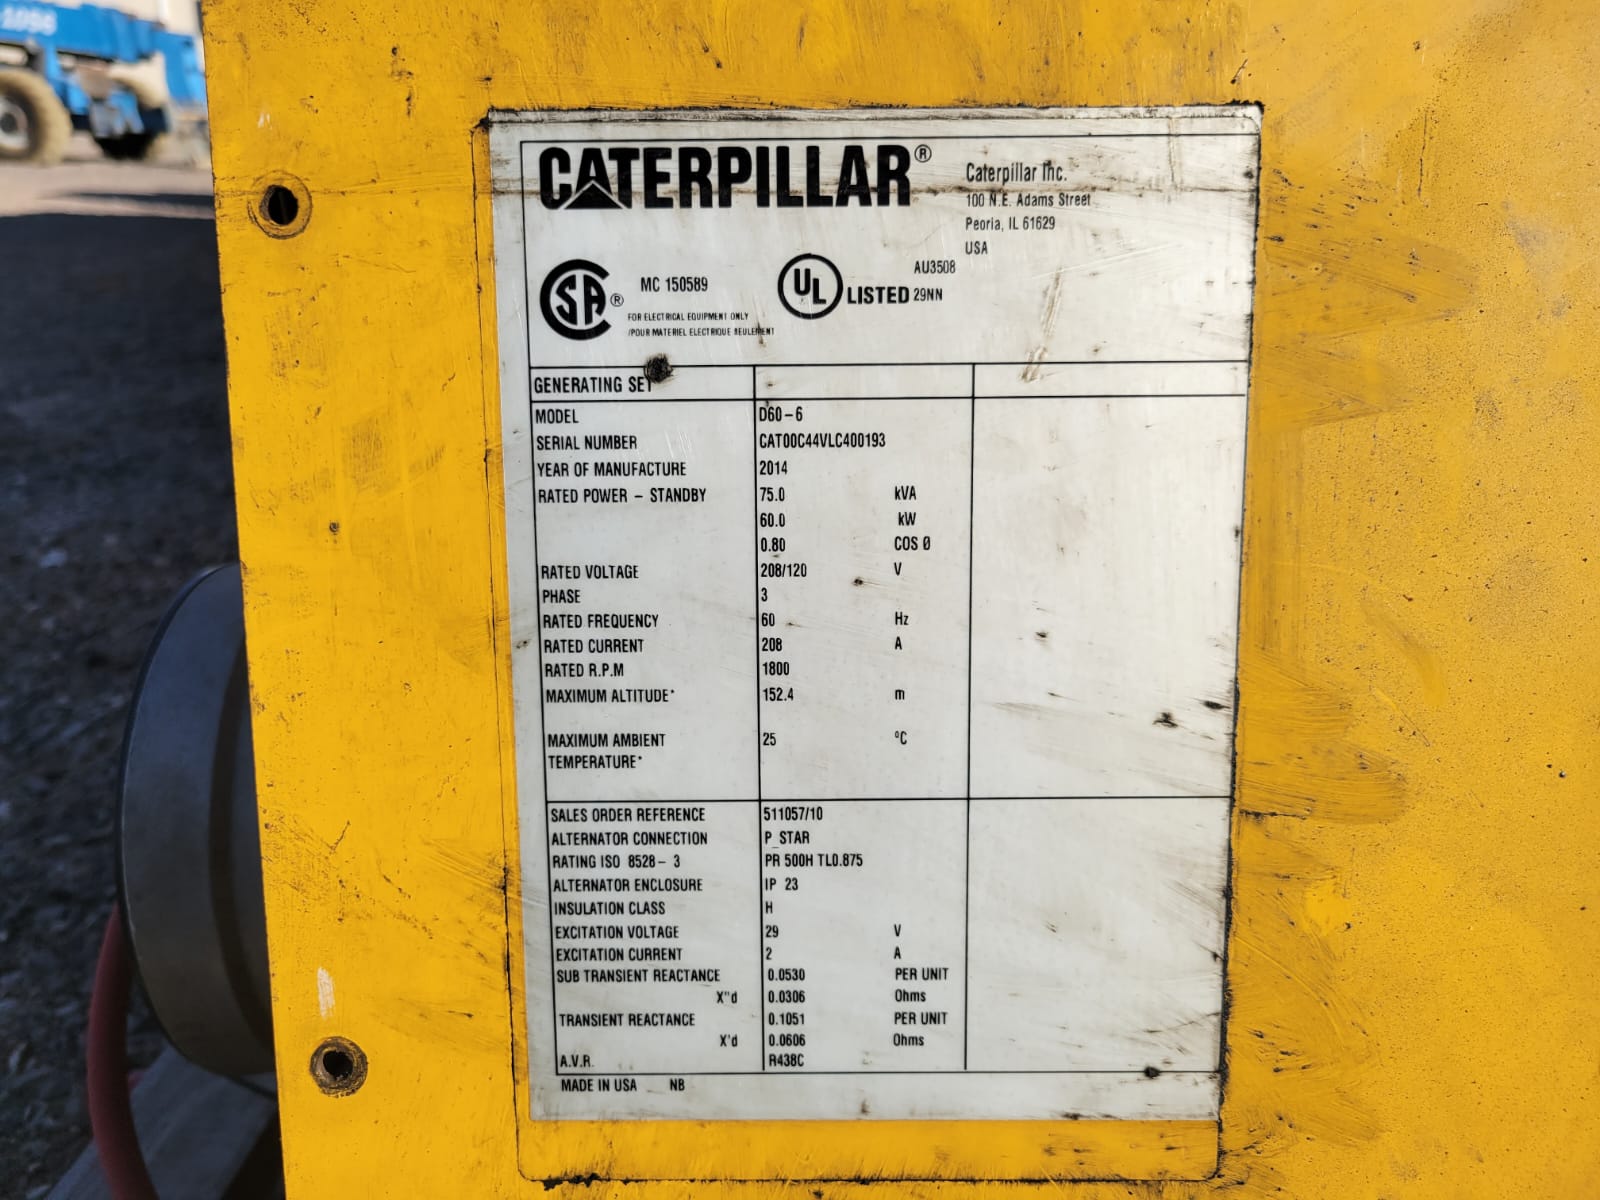 1095
CATERPILLAR®
Caterpillar Inc.
100 N.E. Adams Street
Peoria, IL 61629
USA
SA ® MC 150589
FOR ELECTRICAL EQUIPMENT ONLY
/POUR MATERIEL ELECTRIQUE SEULEMENT
UL LISTED AU3508
29NN
GENERATING SET
MODEL D60-6
SERIAL NUMBER CAT00C44VLC400193
YEAR OF MANUFACTURE 2014
RATED POWER - STANDBY 75.0 kVA
60.0 kW
0.80 COS Ø
RATED VOLTAGE 208/120 V
PHASE 3
RATED FREQUENCY 60 Hz
RATED CURRENT 208 A
RATED R.P.M 1800
MAXIMUM ALTITUDE* 152.4 m
MAXIMUM AMBIENT 25 °C
TEMPERATURE*
SALES ORDER REFERENCE 511057/10
ALTERNATOR CONNECTION P_STAR
RATING ISO 8528 - 3 PR 500H TL0.875
ALTERNATOR ENCLOSURE IP 23
INSULATION CLASS H
EXCITATION VOLTAGE 29 V
EXCITATION CURRENT 2 A
SUB TRANSIENT REACTANCE 0.0530 PER UNIT
X"d 0.0306 Ohms
TRANSIENT REACTANCE 0.1051 PER UNIT
X'd 0.0606 Ohms
A.V.R. R438C
MADE IN USA NB